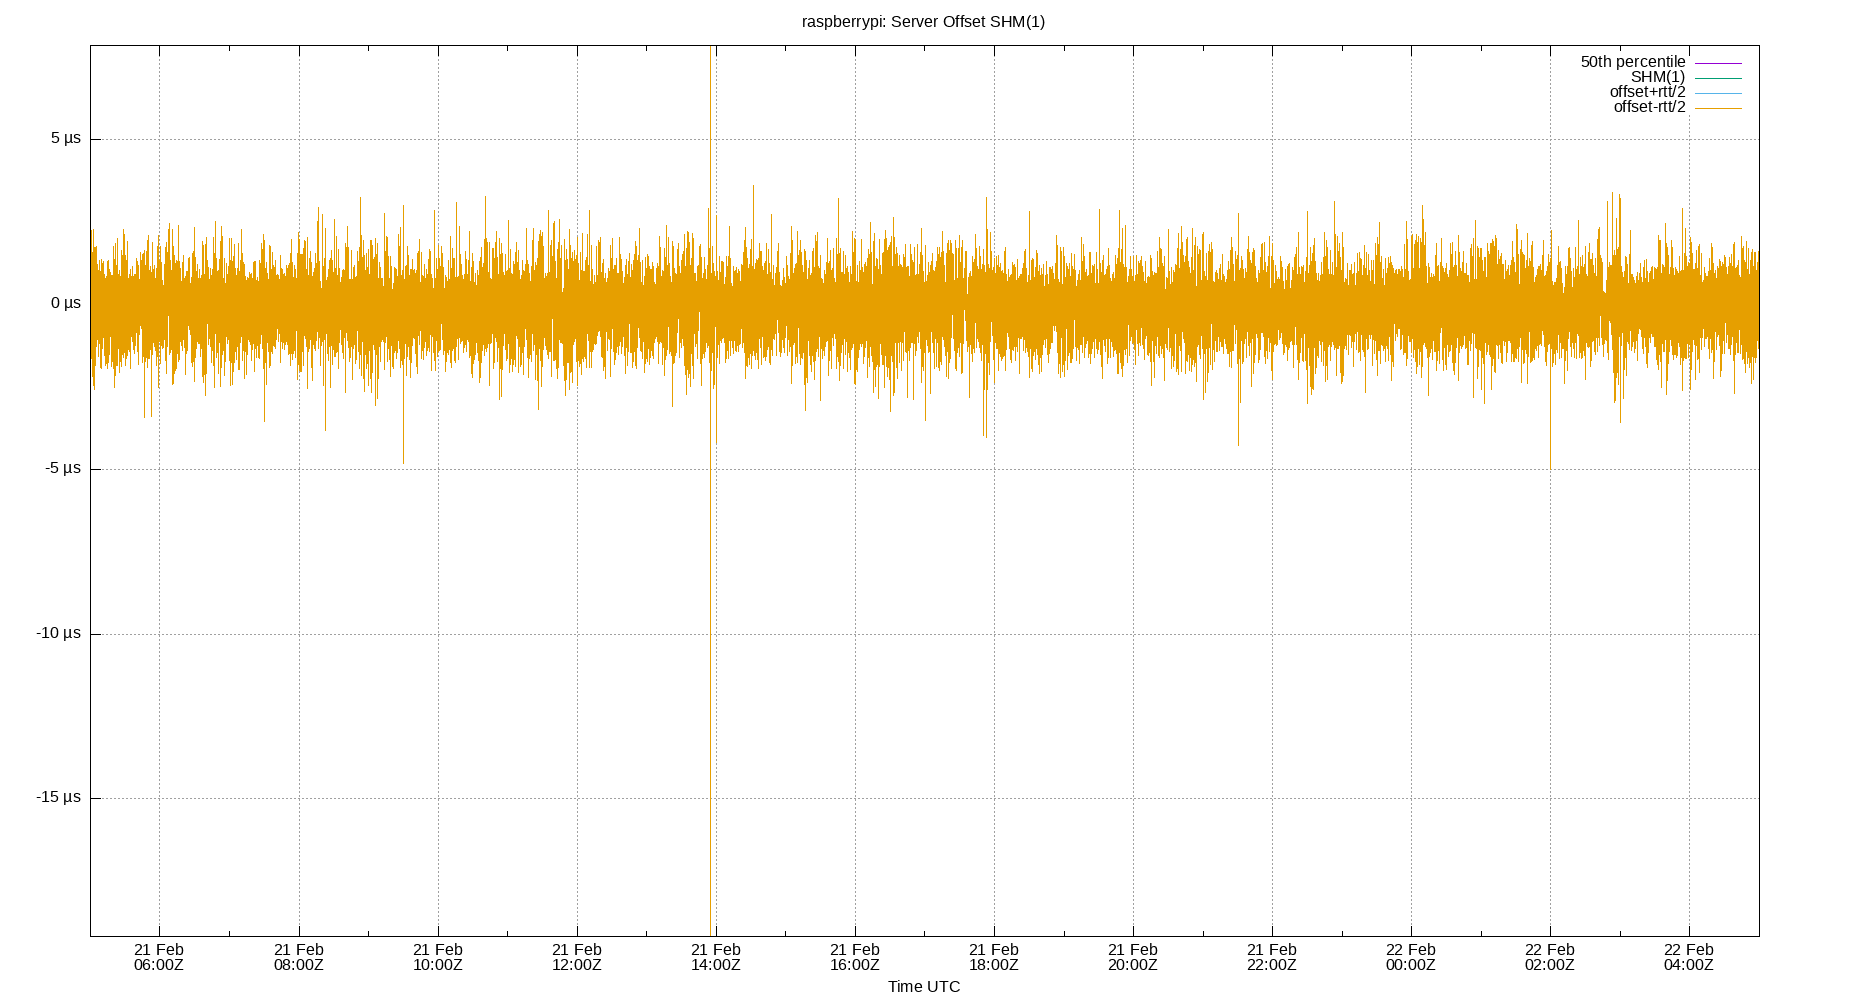 raspberrypi: Server Offset SHM(1)
50th percentile
SHM(1)
offset+rtt/2
offset-rtt/2
5 µs
0 µs
-5 µs
-10 µs
-15 µs
21 Feb 21 Feb 21 Feb 21 Feb 21 Feb 21 Feb 21 Feb 21 Feb 21 Feb 22 Feb 22 Feb 22 Feb
06:00Z 08:00Z 10:00Z 12:00Z 14:00Z 16:00Z 18:00Z 20:00Z 22:00Z 00:00Z 02:00Z 04:00Z
Time UTC